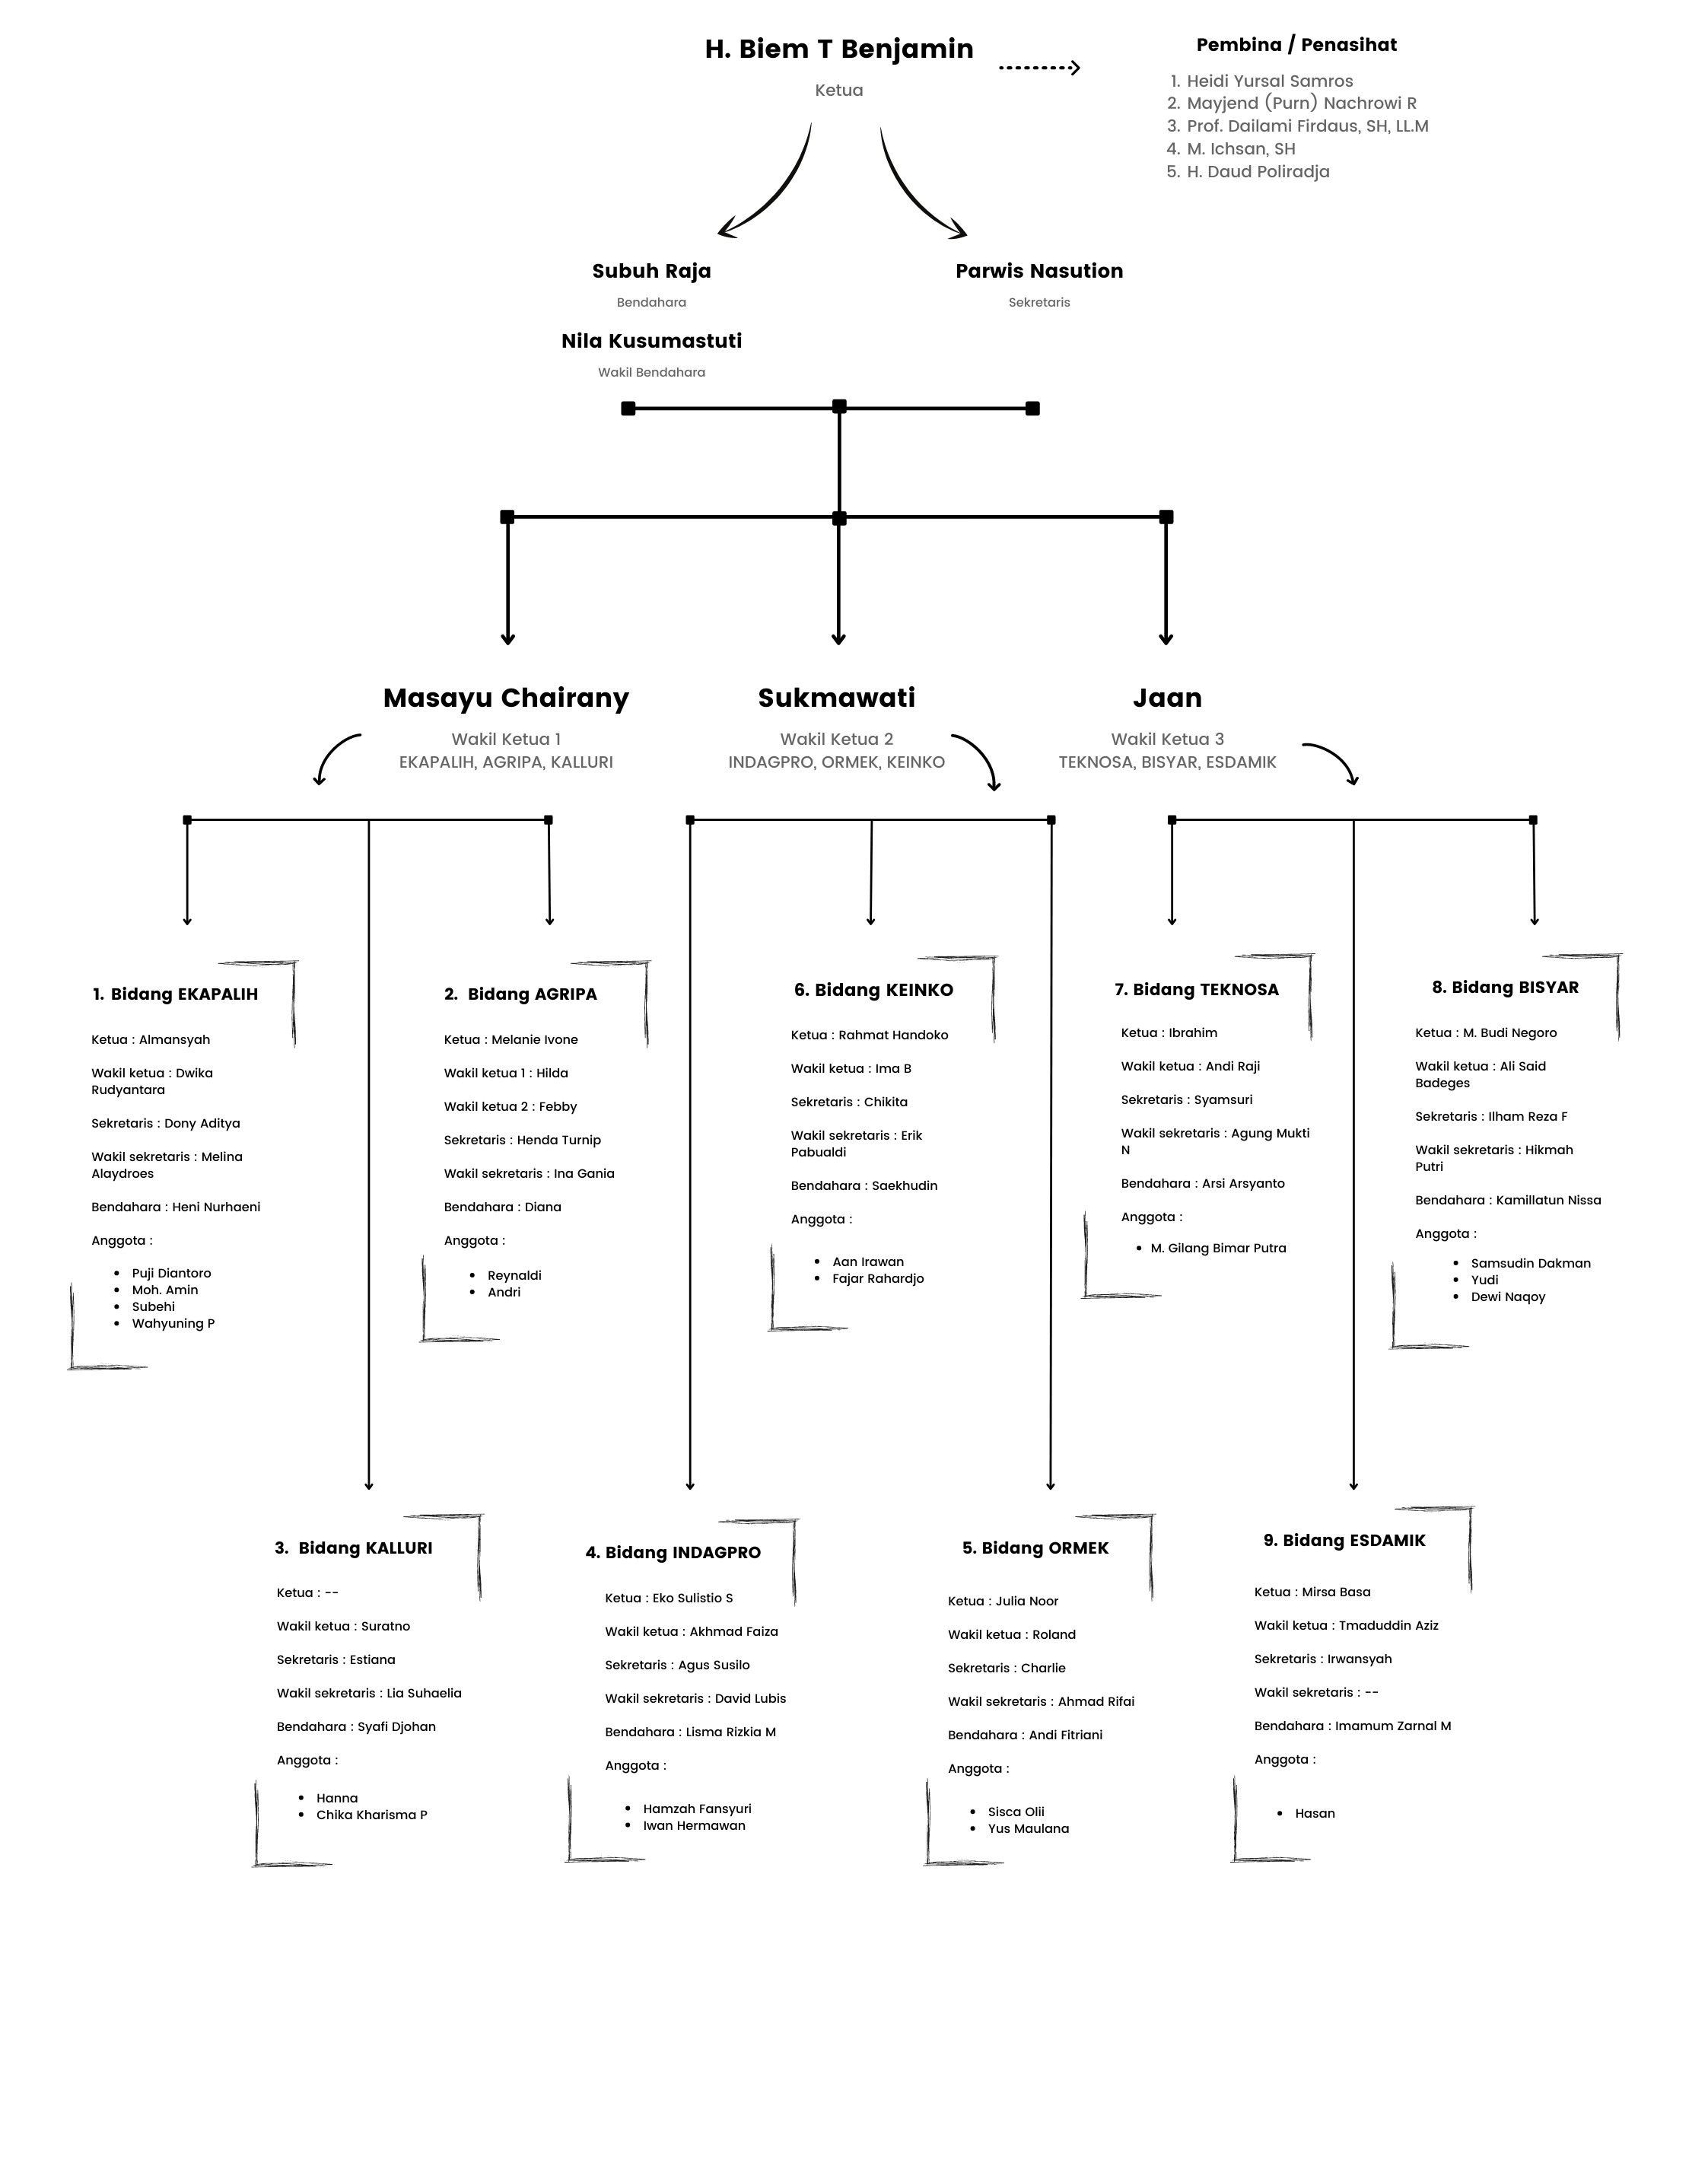 H. Biem T Benjamin
Ketua
Pembina / Penasihat
1. Heidi Yursal Samros
2. Mayjend (Purn) Nachrowi R
3. Prof. Dailami Firdaus, SH, LL.M
4. M. Ichsan, SH
5. H. Daud Poliradja
Subuh Raja
Bendahara
Nila Kusumastuti
Wakil Bendahara
Parwis Nasution
Sekretaris
Masayu Chairany
Wakil Ketua 1
EKAPALIH, AGRIPA, KALLURI
Sukmawati
Wakil Ketua 2
INDAGPRO, ORMEK, KEINKO
Jaan
Wakil Ketua 3
TEKNOSA, BISYAR, ESDAMIK
1. Bidang EKAPALIH
Ketua : Almansyah
Wakil ketua : Dwika
Rudyantara
Sekretaris : Dony Aditya
Wakil sekretaris : Melina
Alaydroes
Bendahara : Heni Nurhaeni
Anggota :
• Puji Diantoro
• Moh. Amin
• Subehi
• Wahyuning P
2. Bidang AGRIPA
Ketua : Melanie Ivone
Wakil ketua 1 : Hilda
Wakil ketua 2 : Febby
Sekretaris : Henda Turnip
Wakil sekretaris : Ina Gania
Bendahara : Diana
Anggota :
• Reynaldi
• Andri
6. Bidang KEINKO
Ketua : Rahmat Handoko
Wakil ketua : Ima B
Sekretaris : Chikita
Wakil sekretaris : Erik
Pabualdi
Bendahara : Saekhudin
Anggota :
• Aan Irawan
• Fajar Rahardjo
7. Bidang TEKNOSA
Ketua : Ibrahim
Wakil ketua : Andi Raji
Sekretaris : Syamsuri
Wakil sekretaris : Agung Mukti
N
Bendahara : Arsi Arsyanto
Anggota :
• M. Gilang Bimar Putra
8. Bidang BISYAR
Ketua : M. Budi Negoro
Wakil ketua : Ali Said
Badeges
Sekretaris : Ilham Reza F
Wakil sekretaris : Hikmah
Putri
Bendahara : Kamillatun Nissa
Anggota :
• Samsudin Dakman
• Yudi
• Dewi Naqoy
3. Bidang KALLURI
Ketua : --
Wakil ketua : Suratno
Sekretaris : Estiana
Wakil sekretaris : Lia Suhaelia
Bendahara : Syafi Djohan
Anggota :
• Hanna
• Chika Kharisma P
4. Bidang INDAGPRO
Ketua : Eko Sulistio S
Wakil ketua : Akhmad Faiza
Sekretaris : Agus Susilo
Wakil sekretaris : David Lubis
Bendahara : Lisma Rizkia M
Anggota :
• Hamzah Fansyuri
• Iwan Hermawan
5. Bidang ORMEK
Ketua : Julia Noor
Wakil ketua : Roland
Sekretaris : Charlie
Wakil sekretaris : Ahmad Rifai
Bendahara : Andi Fitriani
Anggota :
• Sisca Olii
• Yus Maulana
9. Bidang ESDAMIK
Ketua : Mirsa Basa
Wakil ketua : Tmaduddin Aziz
Sekretaris : Irwansyah
Wakil sekretaris : --
Bendahara : Imamum Zarnal M
Anggota :
• Hasan